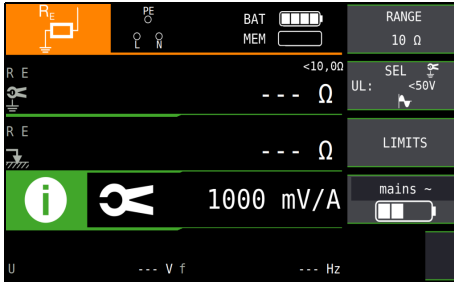 RE
PE
L N
BAT
MEM
RANGE
10 Ω
R E
<10,0Ω
--- Ω
SEL
UL: <50V
R E
--- Ω
LIMITS
i
1000 mV/A
mains ~
U --- V f --- Hz